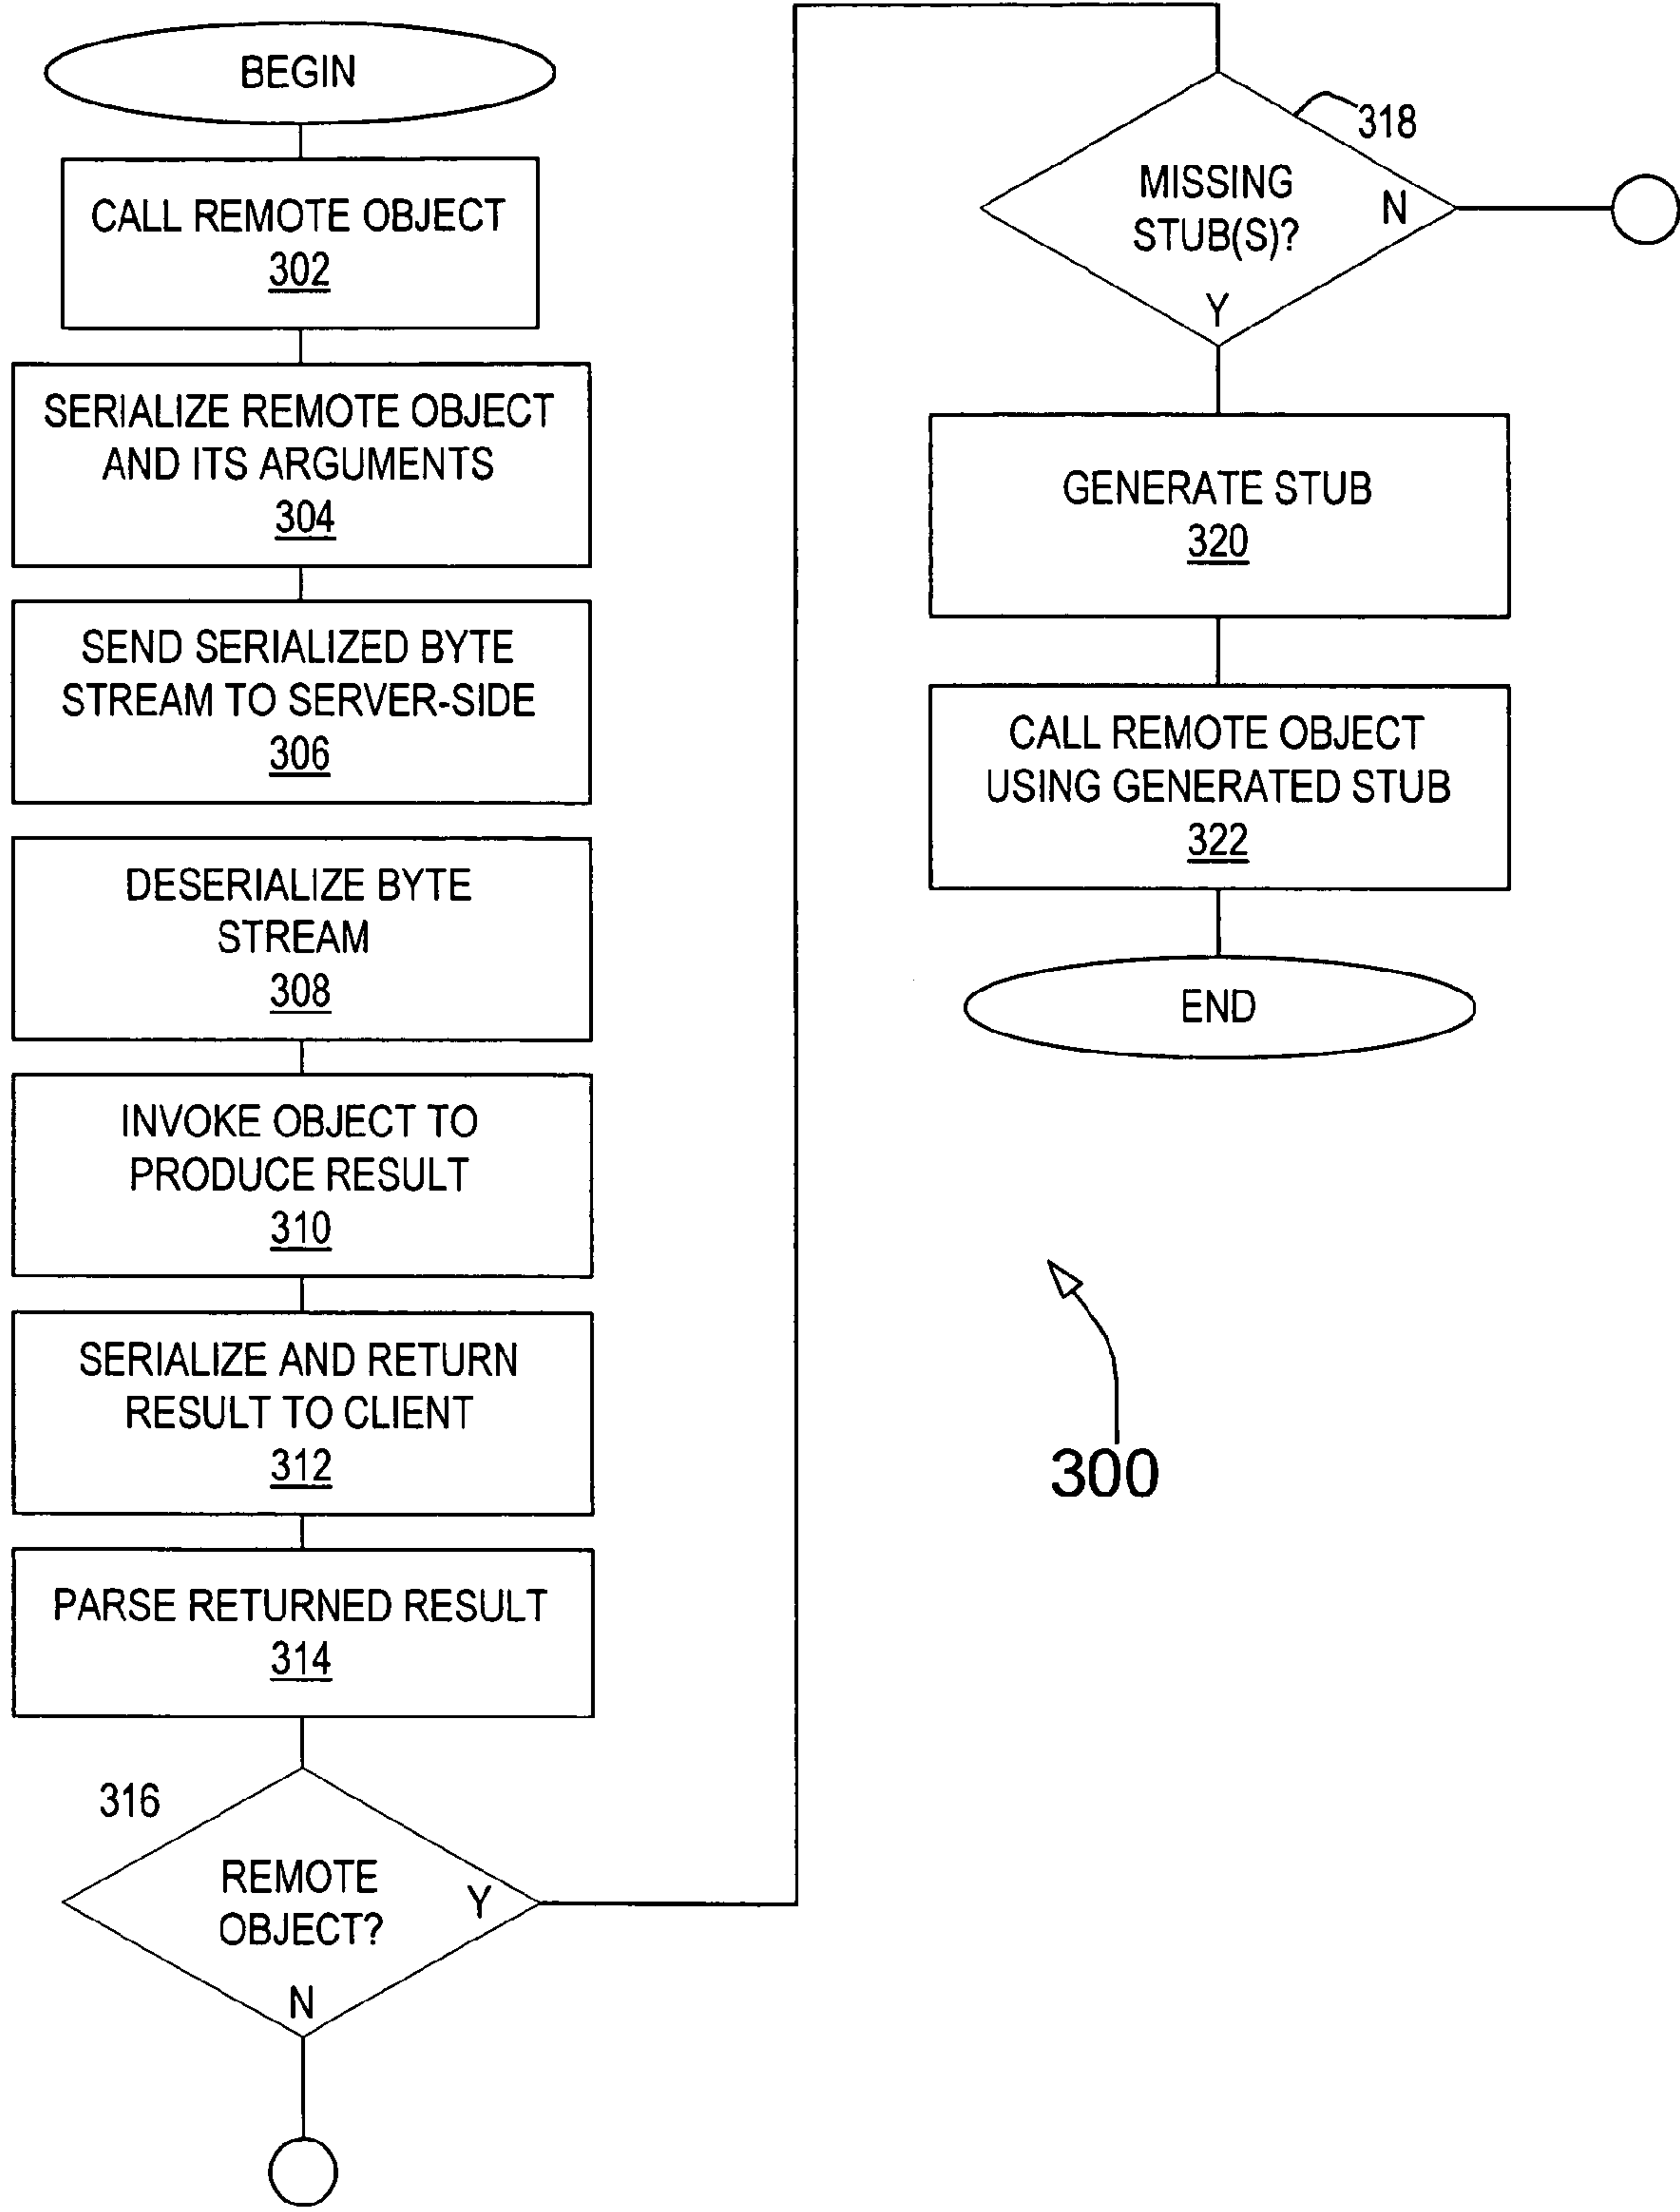 BEGIN
CALL REMOTE OBJECT
302
SERIALIZE REMOTE OBJECT
AND ITS ARGUMENTS
304
SEND SERIALIZED BYTE
STREAM TO SERVER-SIDE
306
DESERIALIZE BYTE
STREAM
308
INVOKE OBJECT TO
PRODUCE RESULT
310
SERIALIZE AND RETURN
RESULT TO CLIENT
312
PARSE RETURNED RESULT
314
316
REMOTE
OBJECT?
Y
N
318
MISSING
STUB(S)?
N
Y
GENERATE STUB
320
CALL REMOTE OBJECT
USING GENERATED STUB
322
END
300